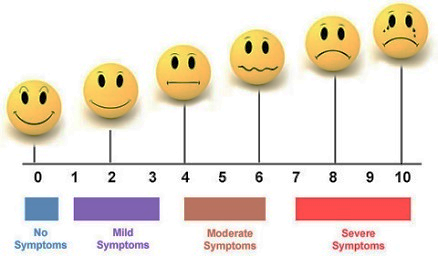 0 1 2 3 4 5 6 7 8 9 10
No Mild Moderate Severe
Symptoms Symptoms Symptoms Symptoms